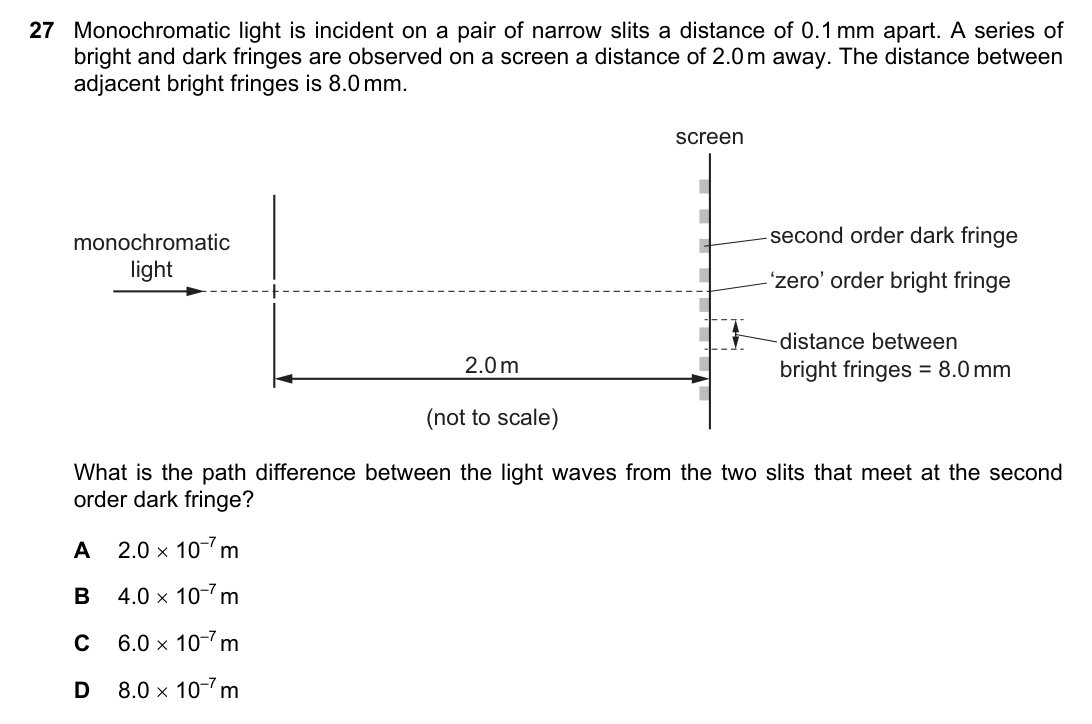 27 Monochromatic light is incident on a pair of narrow slits a distance of 0.1 mm apart. A series of
bright and dark fringes are observed on a screen a distance of 2.0 m away. The distance between
adjacent bright fringes is 8.0 mm.
screen
monochromatic
light
second order dark fringe
‘zero’ order bright fringe
distance between
bright fringes = 8.0 mm
2.0 m
(not to scale)
What is the path difference between the light waves from the two slits that meet at the second
order dark fringe?
A 2.0 × 10⁻⁷ m
B 4.0 × 10⁻⁷ m
C 6.0 × 10⁻⁷ m
D 8.0 × 10⁻⁷ m